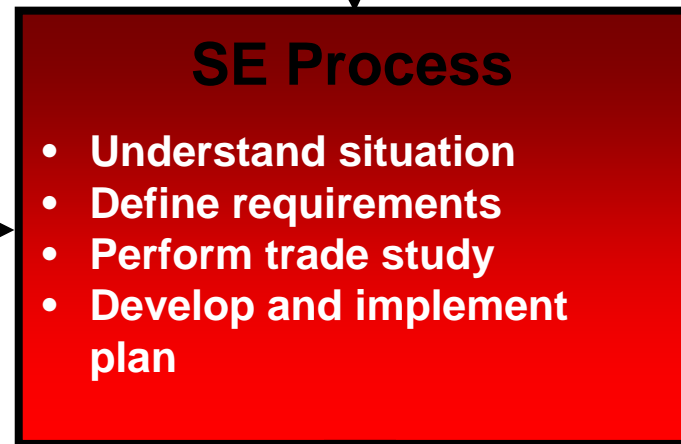 SE Process
• Understand situation
• Define requirements
• Perform trade study
• Develop and implement
plan